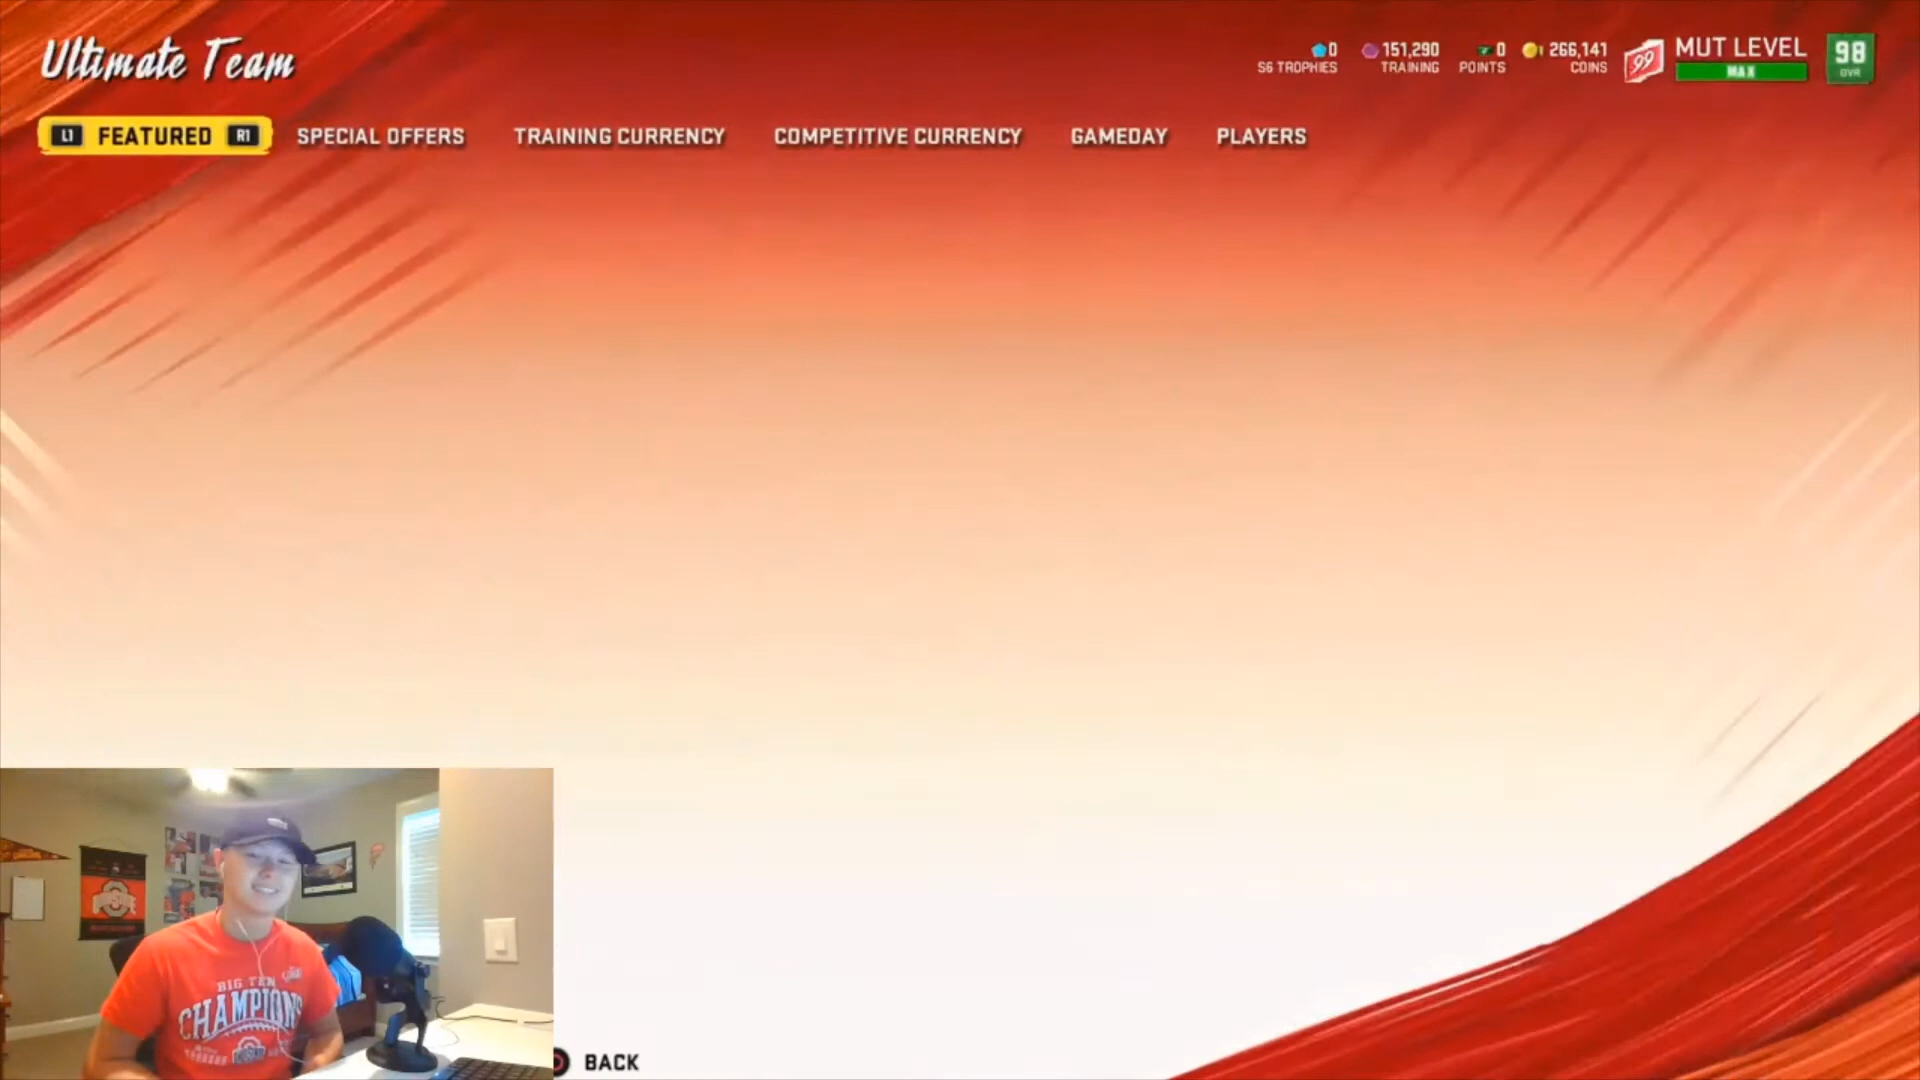 Ultimate Team
0
S6 TROPHIES
151,290
TRAINING
0
POINTS
266,141
COINS
99
MUT LEVEL
MAX
98
OVR
L1 FEATURED R1
SPECIAL OFFERS
TRAINING CURRENCY
COMPETITIVE CURRENCY
GAMEDAY
PLAYERS
BIG TEN
CHAMPIONS
BACK